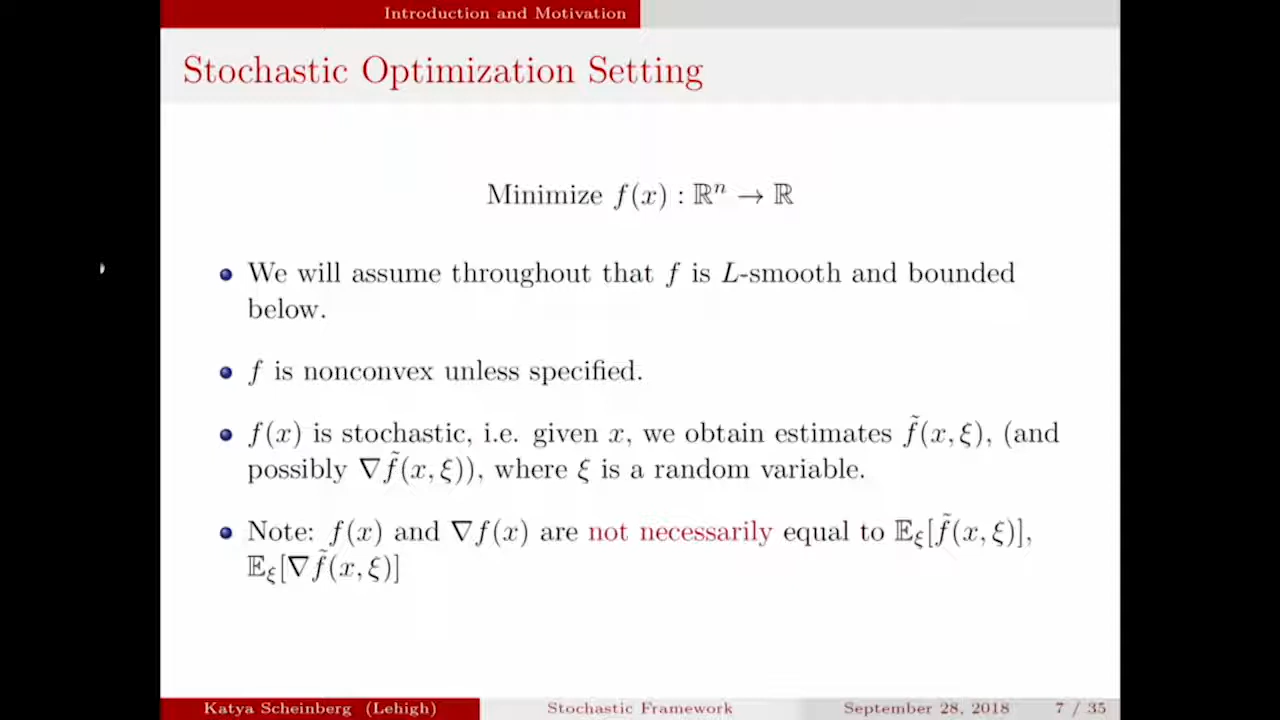 Introduction and Motivation
Stochastic Optimization Setting
Minimize f(x) : ℝⁿ → ℝ
We will assume throughout that f is L-smooth and bounded
below.
f is nonconvex unless specified.
f(x) is stochastic, i.e. given x, we obtain estimates f̃(x, ξ), (and
possibly ∇f̃(x, ξ)), where ξ is a random variable.
Note: f(x) and ∇f(x) are not necessarily equal to 𝔼_ξ[f̃(x, ξ)],
𝔼_ξ[∇f̃(x, ξ)]
Katya Scheinberg (Lehigh) Stochastic Framework September 28, 2018 7 / 35